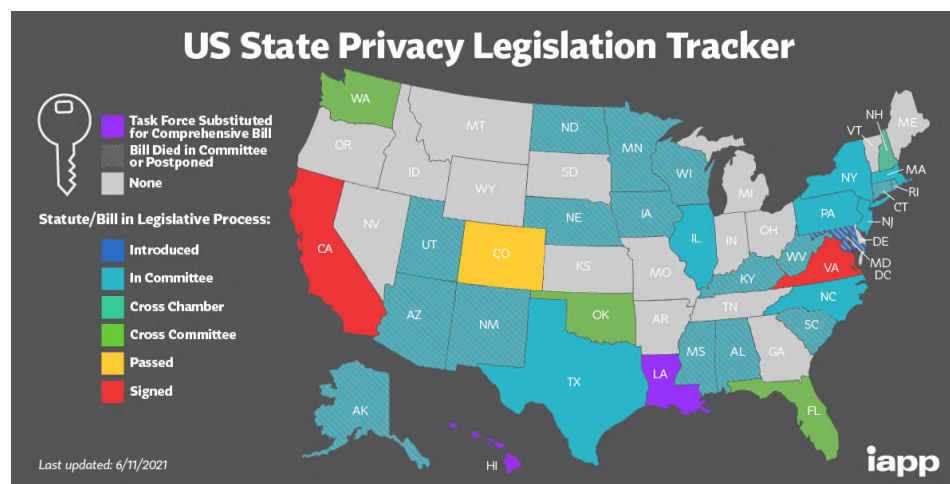 US State Privacy Legislation Tracker
Task Force Substituted
for Comprehensive Bill
Bill Died in Committee
or Postponed
None
Statute/Bill in Legislative Process:
Introduced
In Committee
Cross Chamber
Cross Committee
Passed
Signed
WA
OR
CA
NV
ID
MT
WY
UT
AZ
CO
NM
ND
SD
NE
KS
OK
TX
MN
IA
MO
AR
LA
WI
IL
MI
IN
OH
KY
TN
MS
AL
GA
FL
SC
NC
VA
WV
PA
NY
VT
NH
ME
MA
RI
CT
NJ
DE
MD
DC
AK
HI
Last updated: 6/11/2021
iapp